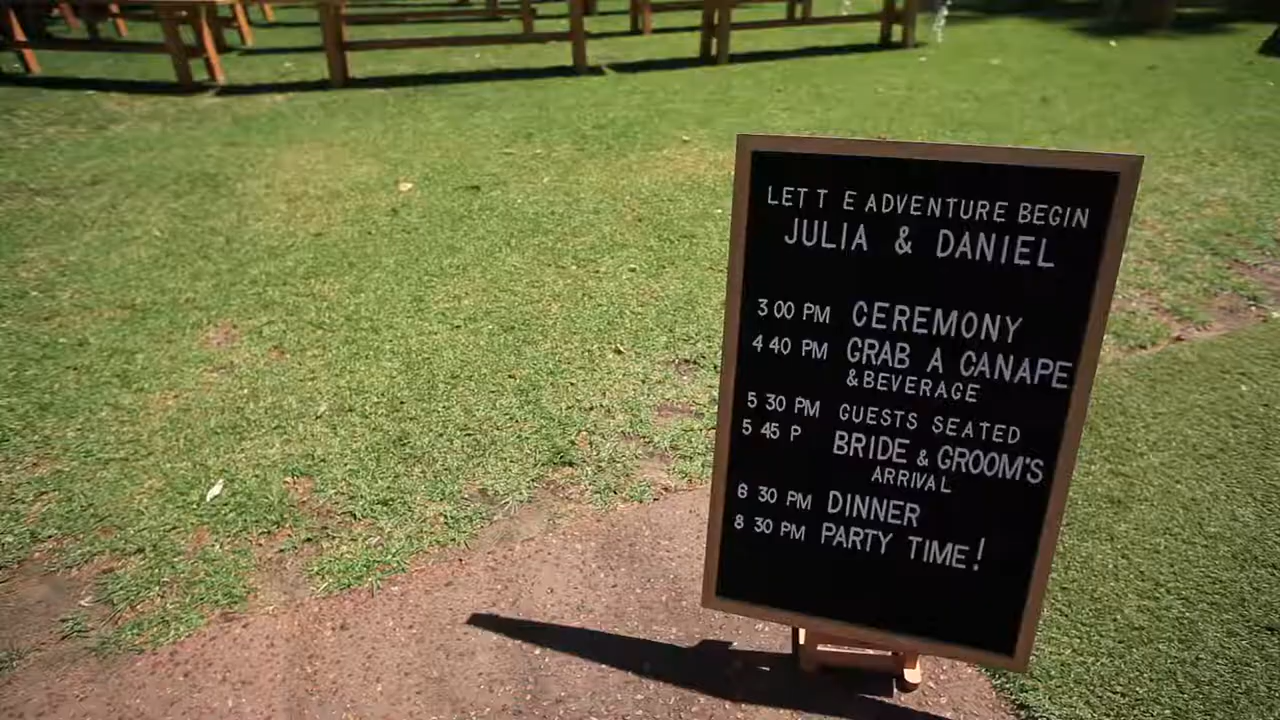 LET T E ADVENTURE BEGIN
JULIA & DANIEL
3 00 PM CEREMONY
4 40 PM GRAB A CANAPE
& BEVERAGE
5 30 PM GUESTS SEATED
5 45 P BRIDE & GROOM'S
ARRIVAL
6 30 PM DINNER
8 30 PM PARTY TIME!